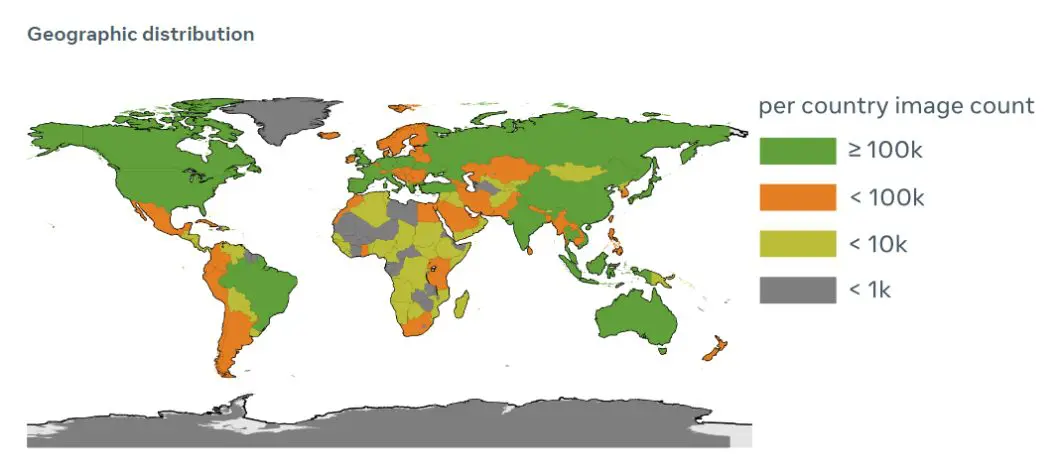 Geographic distribution
per country image count
≥ 100k
< 100k
< 10k
< 1k